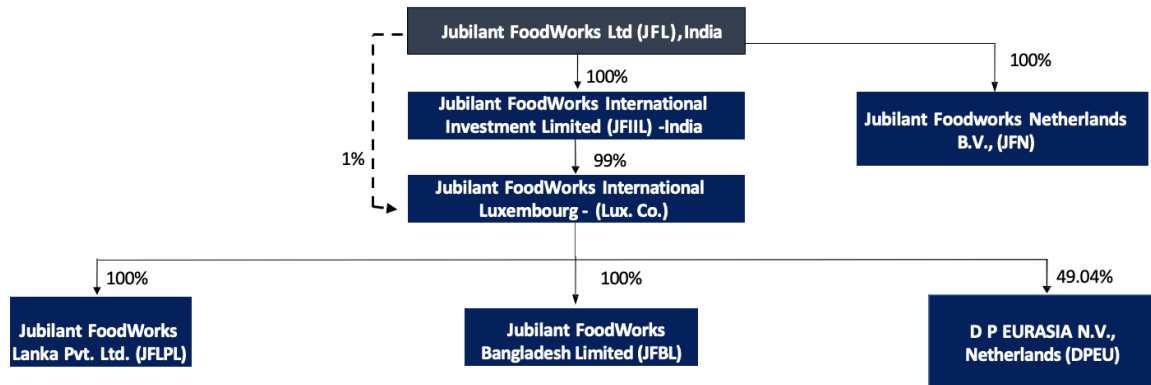 Jubilant FoodWorks Ltd (JFL),India
100%
100%
Jubilant FoodWorks International
Investment Limited (JFIIL) -India
Jubilant Foodworks Netherlands
B.V., (JFN)
1%
99%
Jubilant FoodWorks International
Luxembourg - (Lux. Co.)
100%
100%
49.04%
Jubilant FoodWorks
Lanka Pvt. Ltd. (JFLPL)
Jubilant FoodWorks
Bangladesh Limited (JFBL)
D P EURASIA N.V.,
Netherlands (DPEU)